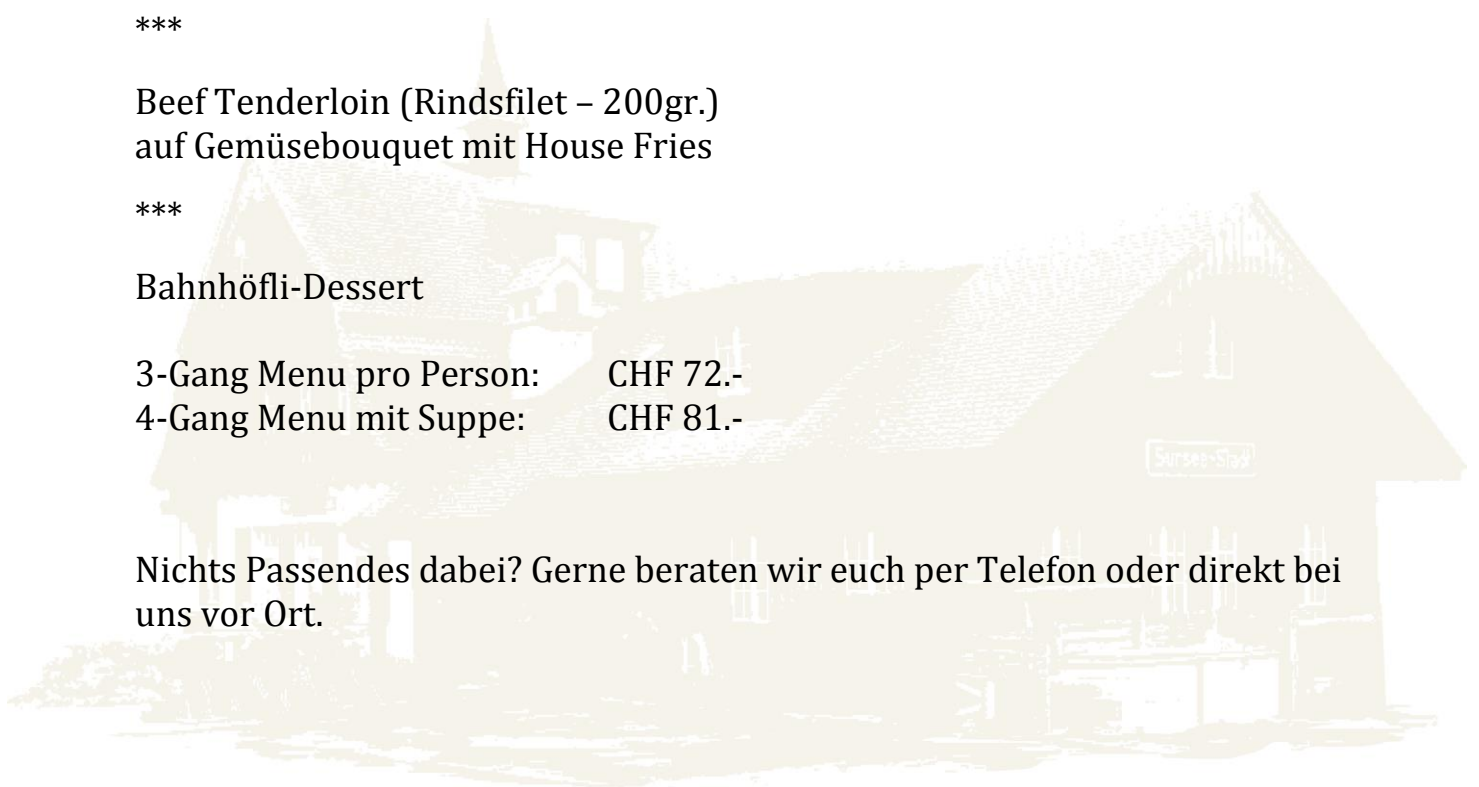 ***
Beef Tenderloin (Rindsfilet – 200gr.)
auf Gemüsebouquet mit House Fries
***
Bahnhöfli-Dessert
3-Gang Menu pro Person: CHF 72.-
4-Gang Menu mit Suppe: CHF 81.-
Sursee-Stadt
Nichts Passendes dabei? Gerne beraten wir euch per Telefon oder direkt bei
uns vor Ort.